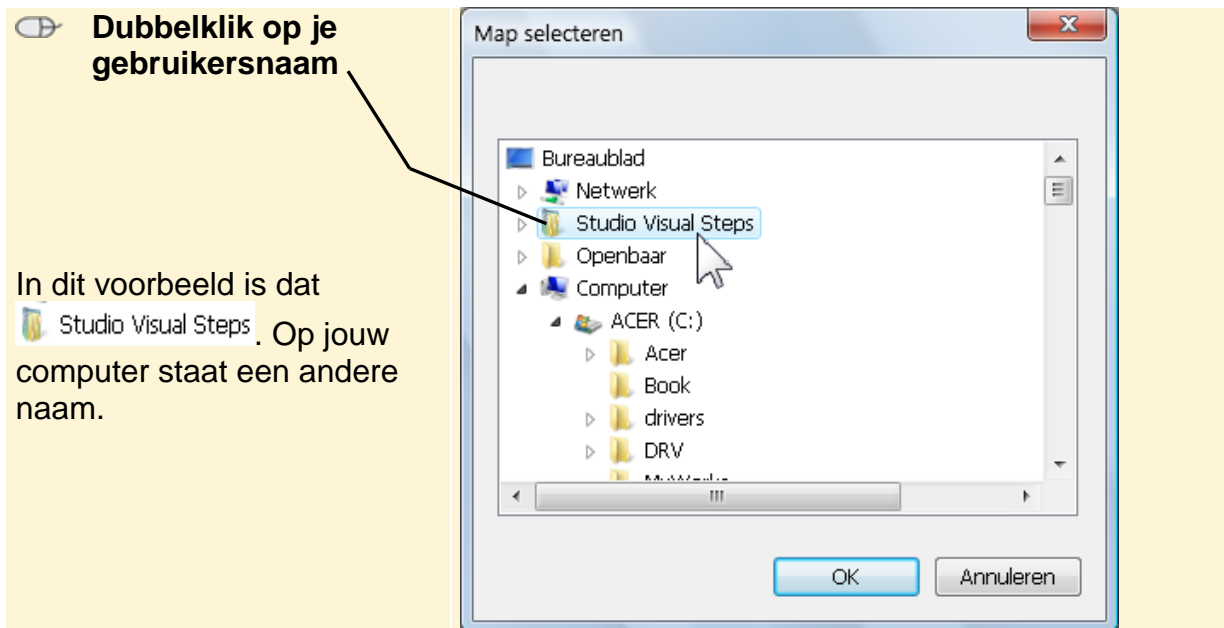 Dubbelklik op je
gebruikersnaam
In dit voorbeeld is dat
Studio Visual Steps. Op jouw
computer staat een andere
naam.
Map selecteren
Bureaublad
Netwerk
Studio Visual Steps
Openbaar
Computer
ACER (C:)
Acer
Book
drivers
DRV
OK
Annuleren